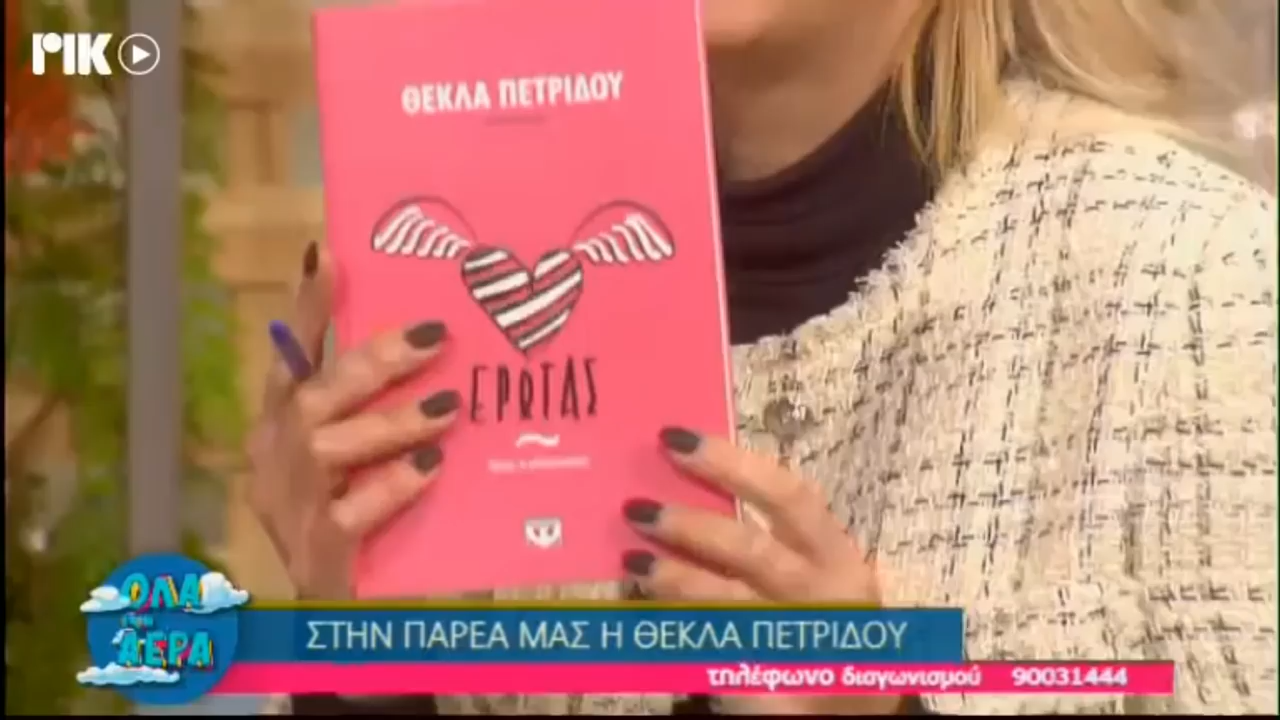 ΡΙΚ
ΘΕΚΛΑ ΠΕΤΡΙΔΟΥ
ΕΡΩΤΑΣ
ΟΛΑ
ΑΕΡΑ
ΣΤΗΝ ΠΑΡΕΑ ΜΑΣ Η ΘΕΚΛΑ ΠΕΤΡΙΔΟΥ
τηλέφωνο διαγωνισμού 90031444